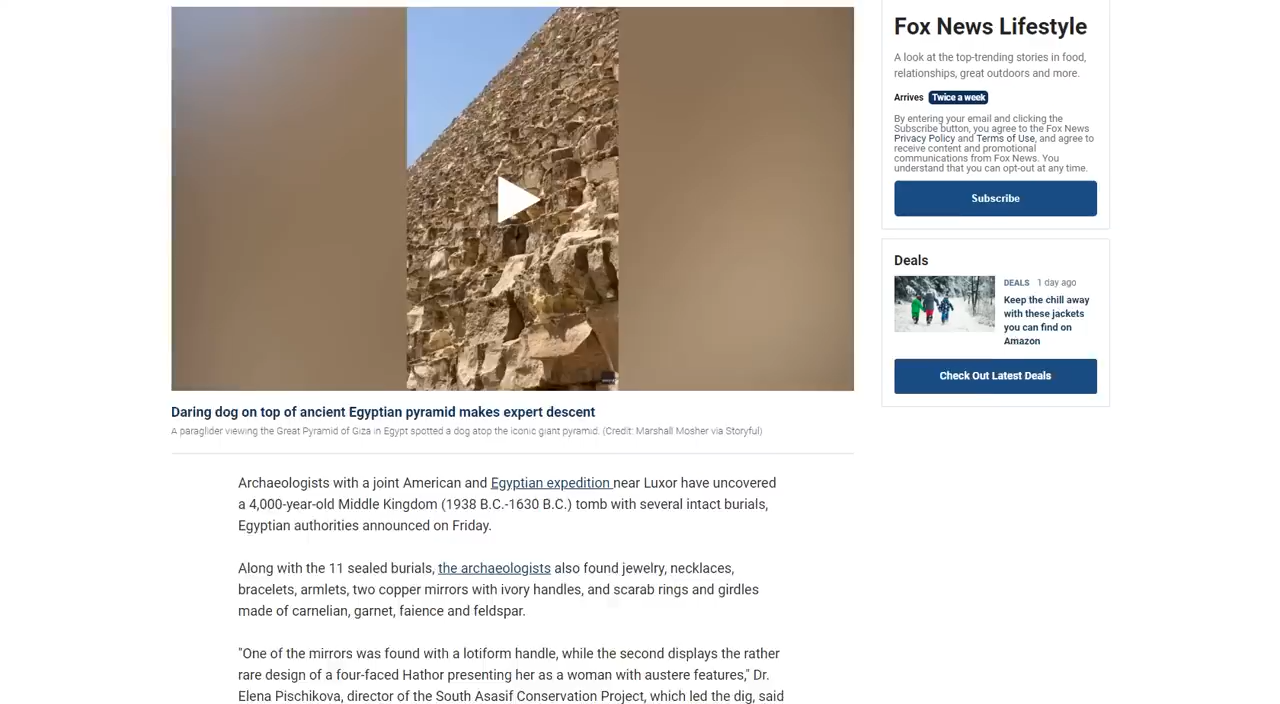 Daring dog on top of ancient Egyptian pyramid makes expert descent
A paraglider viewing the Great Pyramid of Giza in Egypt spotted a dog atop the iconic giant pyramid. (Credit: Marshall Mosher via Storyful)
Archaeologists with a joint American and Egyptian expedition near Luxor have uncovered
a 4,000-year-old Middle Kingdom (1938 B.C.-1630 B.C.) tomb with several intact burials,
Egyptian authorities announced on Friday.
Along with the 11 sealed burials, the archaeologists also found jewelry, necklaces,
bracelets, armlets, two copper mirrors with ivory handles, and scarab rings and girdles
made of carnelian, garnet, faience and feldspar.
"One of the mirrors was found with a lotiform handle, while the second displays the rather
rare design of a four-faced Hathor presenting her as a woman with austere features," Dr.
Elena Pischikova, director of the South Asasif Conservation Project, which led the dig, said
Fox News Lifestyle
A look at the top-trending stories in food,
relationships, great outdoors and more.
Arrives Twice a week
By entering your email and clicking the
Subscribe button, you agree to the Fox News
Privacy Policy and Terms of Use, and agree to
receive content and promotional
communications from Fox News. You
understand that you can opt-out at any time.
Subscribe
Deals
DEALS 1 day ago
Keep the chill away
with these jackets
you can find on
Amazon
Check Out Latest Deals